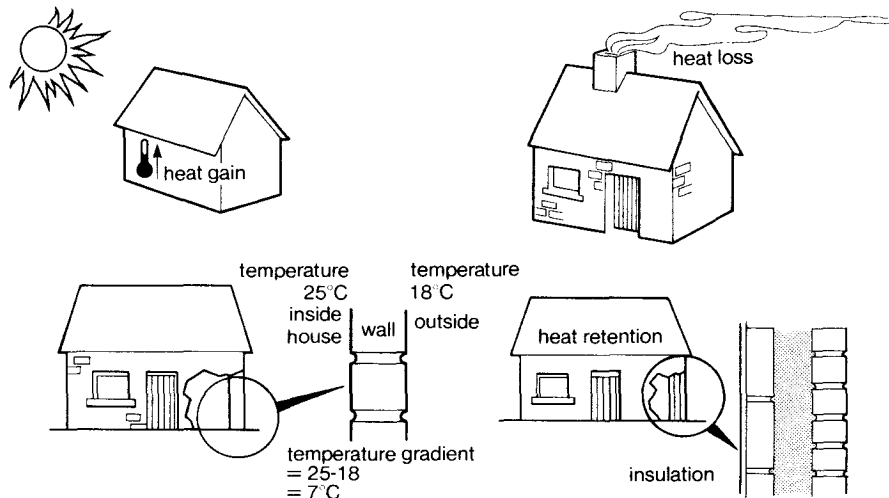 heat loss
heat gain
temperature
25°C
inside
house
wall
temperature
18°C
outside
temperature gradient
= 25-18
= 7°C
heat retention
insulation